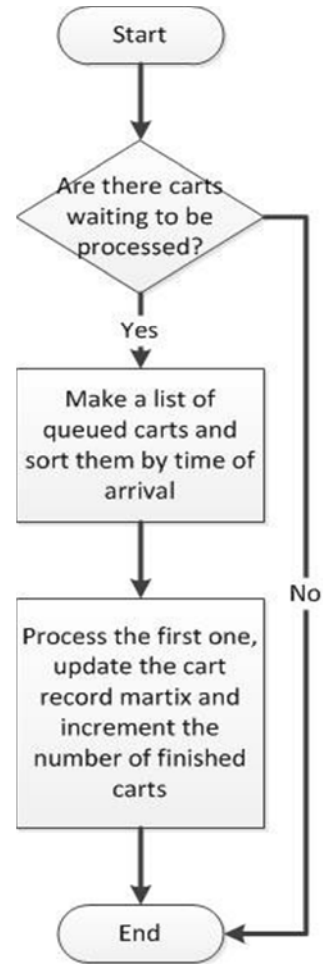 Start
Are there carts
waiting to be
processed?
Yes
Make a list of
queued carts and
sort them by time of
arrival
No
Process the first one,
update the cart
record martix and
increment the
number of finished
carts
End